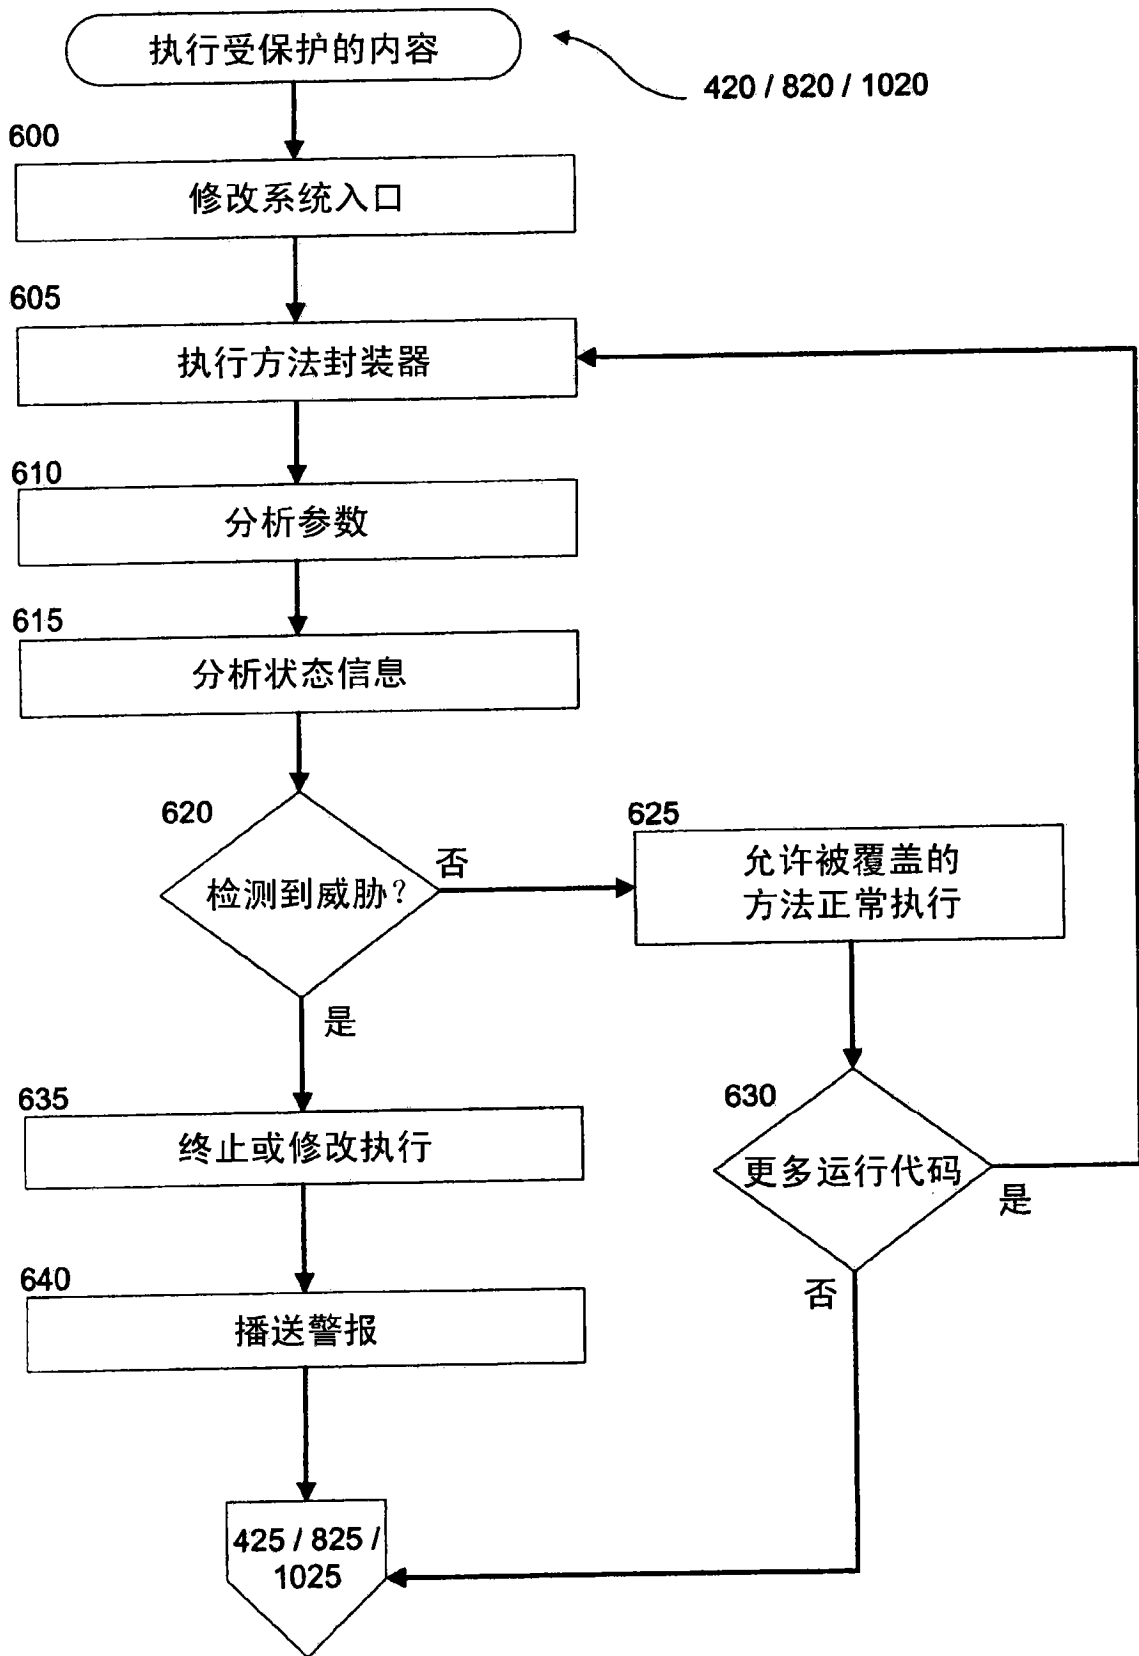 执行受保护的内容
420 / 820 / 1020
600
修改系统入口
605
执行方法封装器
610
分析参数
615
分析状态信息
620
检测到威胁?
否
625
允许被覆盖的
方法正常执行
是
630
更多运行代码
是
635
终止或修改执行
否
640
播送警报
425 / 825 /
1025